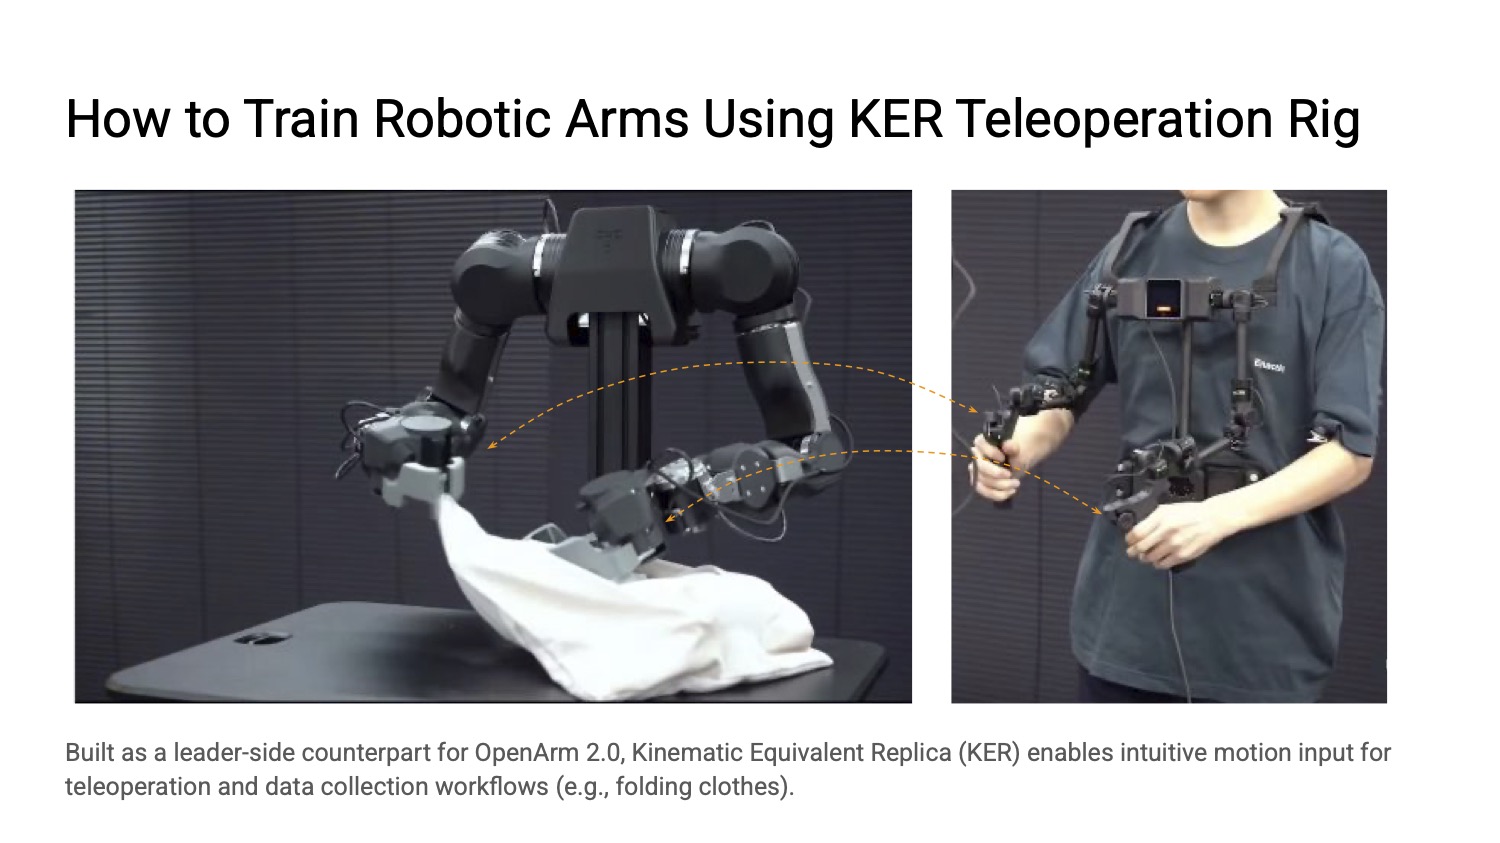 How to Train Robotic Arms Using KER Teleoperation Rig
Built as a leader-side counterpart for OpenArm 2.0, Kinematic Equivalent Replica (KER) enables intuitive motion input for
teleoperation and data collection workflows (e.g., folding clothes).